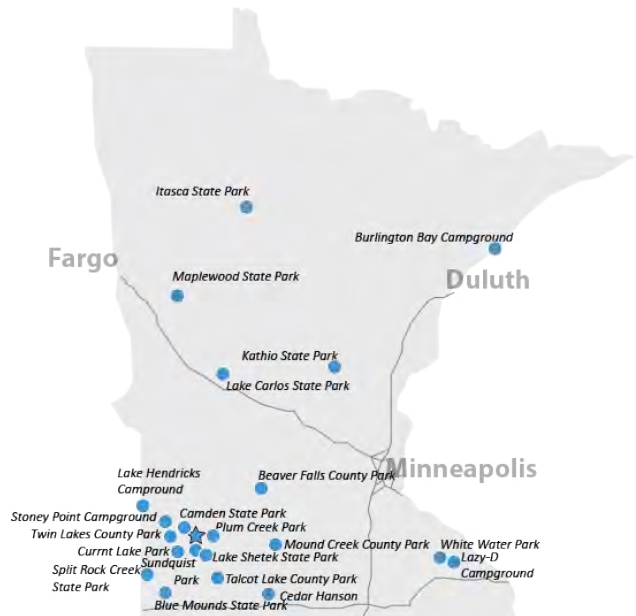 Itasca State Park
Burlington Bay Campground
Fargo
Maplewood State Park
Duluth
Kathio State Park
Lake Carlos State Park
Minneapolis
Beaver Falls County Park
Lake Hendricks
Campround
Stoney Point Campground
Camden State Park
Plum Creek Park
Twin Lakes County Park
Mound Creek County Park
White Water Park
Currnt Lake Park
Lake Shetek State Park
Lazy-D
Campground
Sundquist
Park
Split Rock Creek
State Park
Talcot Lake County Park
Cedar Hanson
Blue Mounds State Park